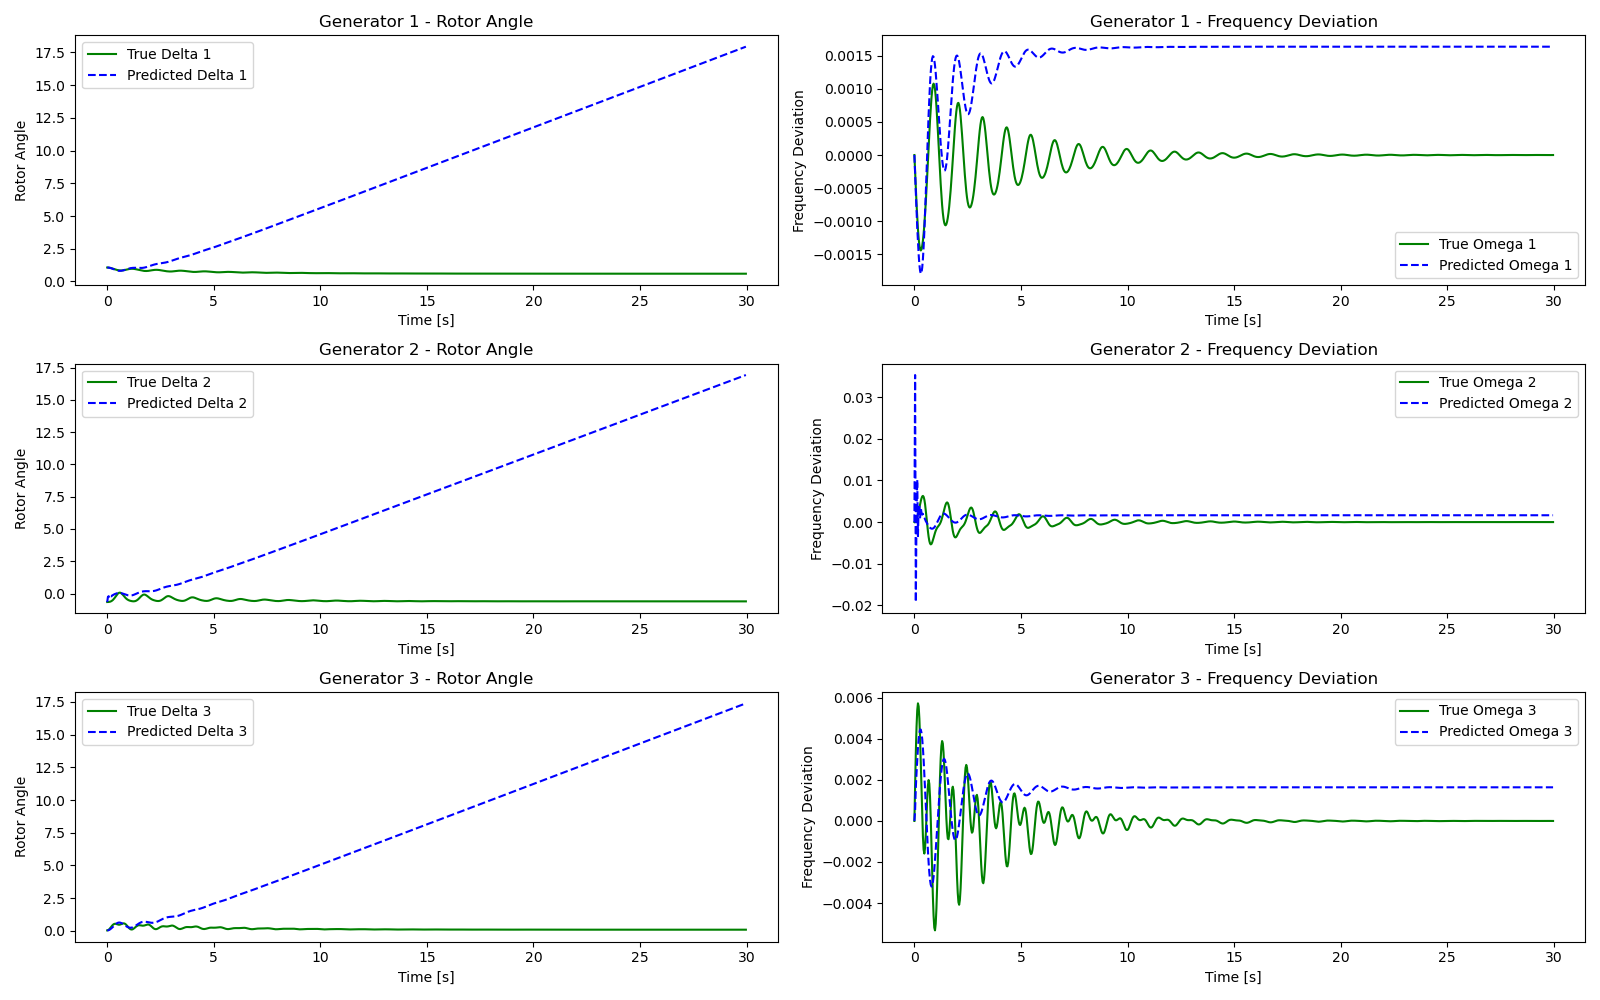 Generator 1 - Rotor Angle
True Delta 1
Predicted Delta 1
Rotor Angle
17.5
15.0
12.5
10.0
7.5
5.0
2.5
0.0
0 5 10 15 20 25 30
Time [s]
Generator 1 - Frequency Deviation
Frequency Deviation
0.0015
0.0010
0.0005
0.0000
−0.0005
−0.0010
−0.0015
True Omega 1
Predicted Omega 1
0 5 10 15 20 25 30
Time [s]
Generator 2 - Rotor Angle
True Delta 2
Predicted Delta 2
Rotor Angle
17.5
15.0
12.5
10.0
7.5
5.0
2.5
0.0
0 5 10 15 20 25 30
Time [s]
Generator 2 - Frequency Deviation
True Omega 2
Predicted Omega 2
Frequency Deviation
0.03
0.02
0.01
0.00
−0.01
−0.02
0 5 10 15 20 25 30
Time [s]
Generator 3 - Rotor Angle
True Delta 3
Predicted Delta 3
Rotor Angle
17.5
15.0
12.5
10.0
7.5
5.0
2.5
0.0
0 5 10 15 20 25 30
Time [s]
Generator 3 - Frequency Deviation
True Omega 3
Predicted Omega 3
Frequency Deviation
0.006
0.004
0.002
0.000
−0.002
−0.004
0 5 10 15 20 25 30
Time [s]